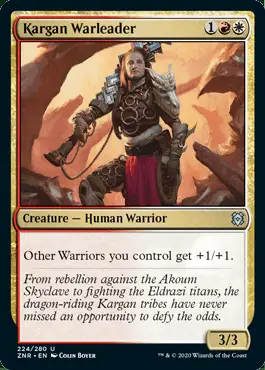 Kargan Warleader 1
Creature — Human Warrior
Other Warriors you control get +1/+1.
From rebellion against the Akoum
Skyclave to fighting the Eldrazi titans, the
dragon-riding Kargan tribes have never
missed an opportunity to defy the odds.
3/3
224/280 U
ZNR • EN COLIN BOYER
™ & © 2020 Wizards of the Coast